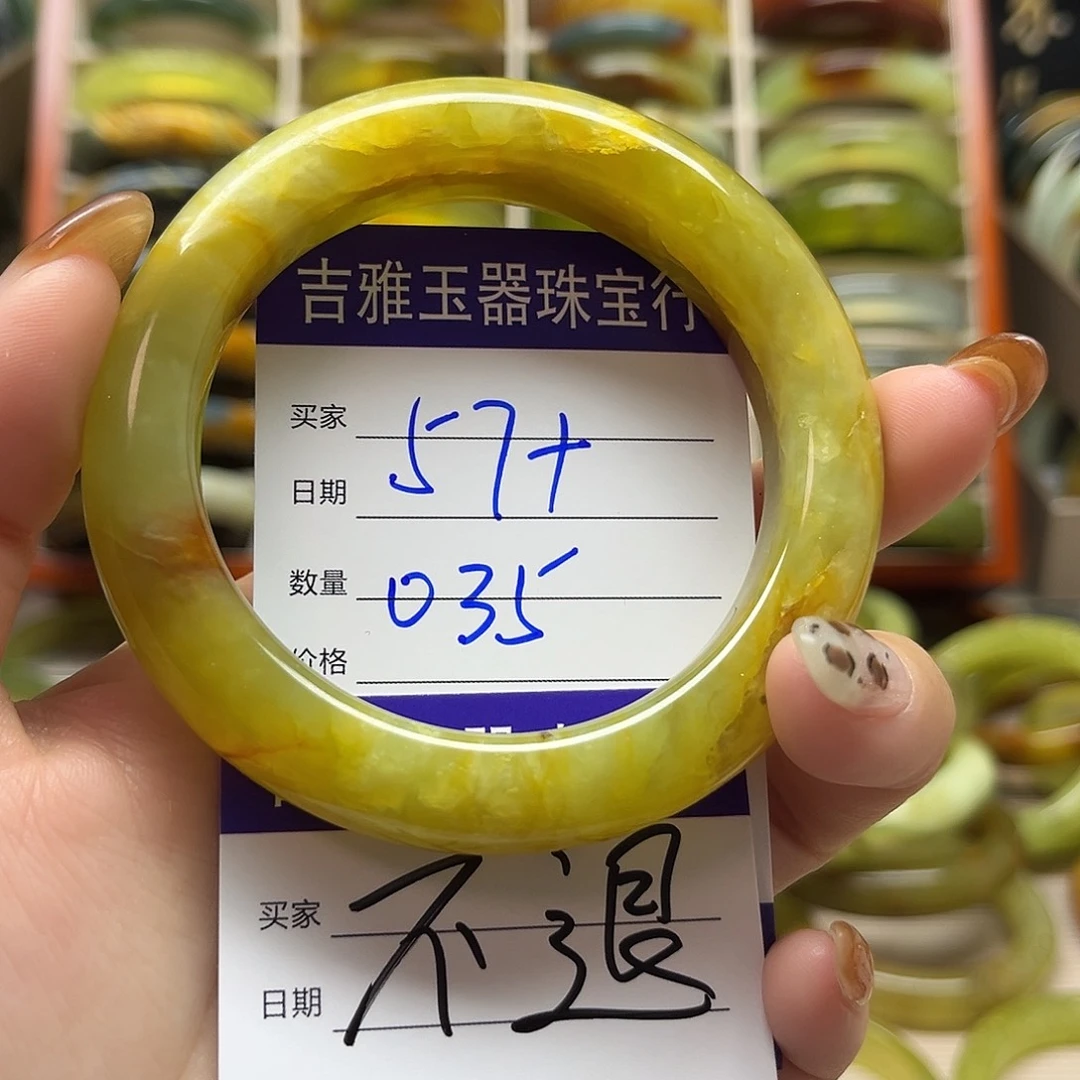 吉雅玉器珠宝行
买家 57+
日期
数量 035
价格
买家 不退
日期